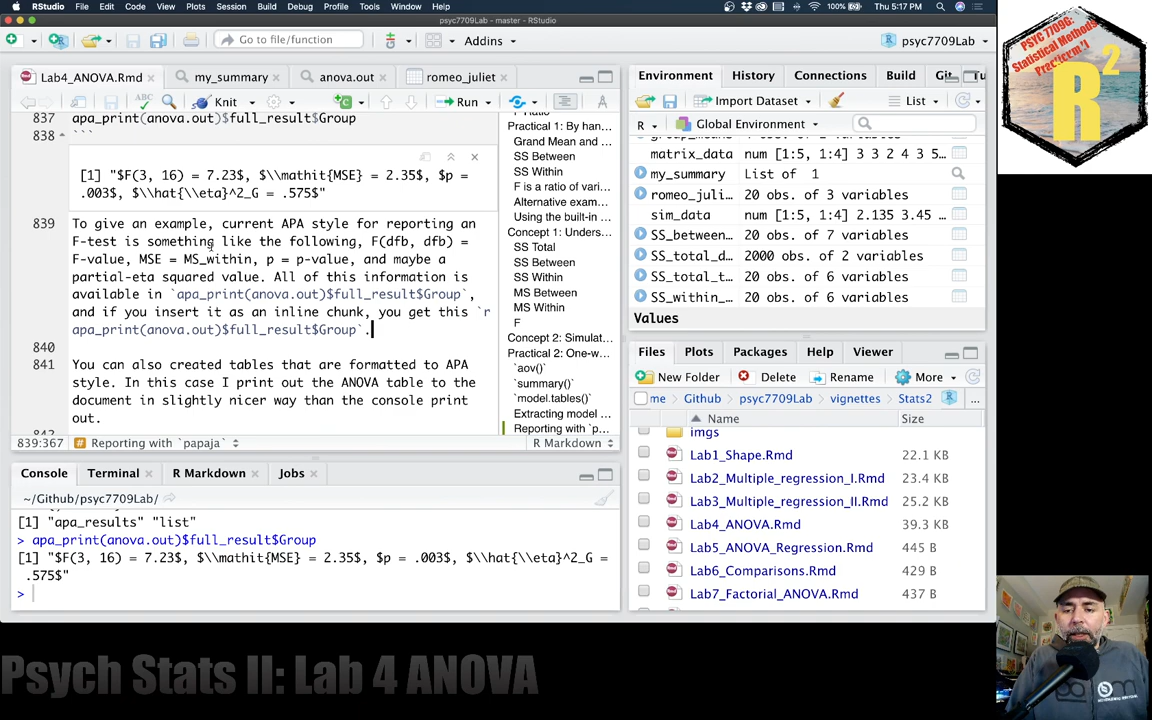 RStudio File Edit Code View Plots Session Build Debug Profile Tools Window Help 100% Thu 5:17 PM
psyc7709Lab - master - RStudio
Go to file/function Addins psyc7709Lab
Lab4_ANOVA.Rmd my_summary anova.out romeo_juliet
Knit Run
837 apa_print(anova.out)$full_result$Group
838 ```
[1] "$F(3, 16) = 7.23$, $\\mathit{MSE} = 2.35$, $p =
.003$, $\\hat{\\eta}^2_G = .575$"
839 To give an example, current APA style for reporting an
F-test is something like the following, F(dfb, dfb) =
F-value, MSE = MS_within, p = p-value, and maybe a
partial-eta squared value. All of this information is
available in `apa_print(anova.out)$full_result$Group`,
and if you insert it as an inline chunk, you get this `r
apa_print(anova.out)$full_result$Group`.
840
841 You can also created tables that are formatted to APA
style. In this case I print out the ANOVA table to the
document in slightly nicer way than the console print
out.
839:367 Reporting with `papaja` R Markdown
F Ratio
Practical 1: By han...
Grand Mean and ...
SS Between
SS Within
F is a ratio of vari...
Alternative exam...
Using the built-in ...
Concept 1: Unders...
SS Total
SS Between
SS Within
MS Between
MS Within
F
Concept 2: Simulat...
Practical 2: One-w...
`aov()`
`summary()`
`model.tables()`
Extracting model ...
Reporting with `p...
Console Terminal R Markdown Jobs
~/Github/psyc7709Lab/
[1] "apa_results" "list"
> apa_print(anova.out)$full_result$Group
[1] "$F(3, 16) = 7.23$, $\\mathit{MSE} = 2.35$, $p = .003$, $\\hat{\\eta}^2_G =
.575$"
>
Environment History Connections Build Git Tu
Import Dataset List
R Global Environment
matrix_data num [1:5, 1:4] 3 3 2 4 3 5...
my_summary List of 1
romeo_juli... 20 obs. of 3 variables
sim_data num [1:5, 1:4] 2.135 3.45 ...
SS_between... 20 obs. of 7 variables
SS_total_d... 2000 obs. of 2 variables
SS_total_t... 20 obs. of 6 variables
SS_within_... 20 obs. of 6 variables
Values
Files Plots Packages Help Viewer
New Folder Delete Rename More
me Github psyc7709Lab vignettes Stats2 ...
Name Size
imgs
Lab1_Shape.Rmd 22.1 KB
Lab2_Multiple_regression_I.Rmd 23.4 KB
Lab3_Multiple_regression_II.Rmd 25.2 KB
Lab4_ANOVA.Rmd 39.3 KB
Lab5_ANOVA_Regression.Rmd 445 B
Lab6_Comparisons.Rmd 429 B
Lab7_Factorial_ANOVA.Rmd 437 B
PSYC 7709G:
Statistical Methods
Practicum I
R2
Psych Stats II: Lab 4 ANOVA